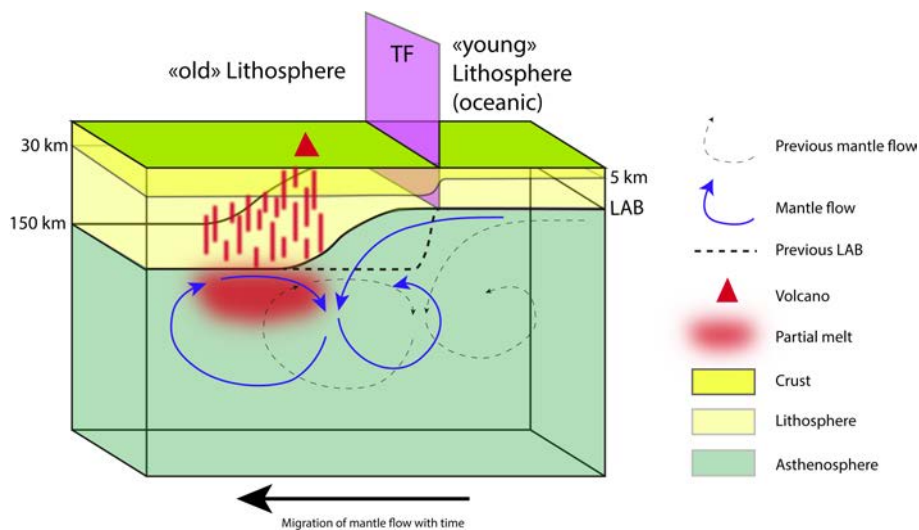 TF
«old» Lithosphere
«young»
Lithosphere
(oceanic)
30 km
5 km
150 km
LAB
Previous mantle flow
Mantle flow
Previous LAB
Volcano
Partial melt
Crust
Lithosphere
Asthenosphere
Migration of mantle flow with time